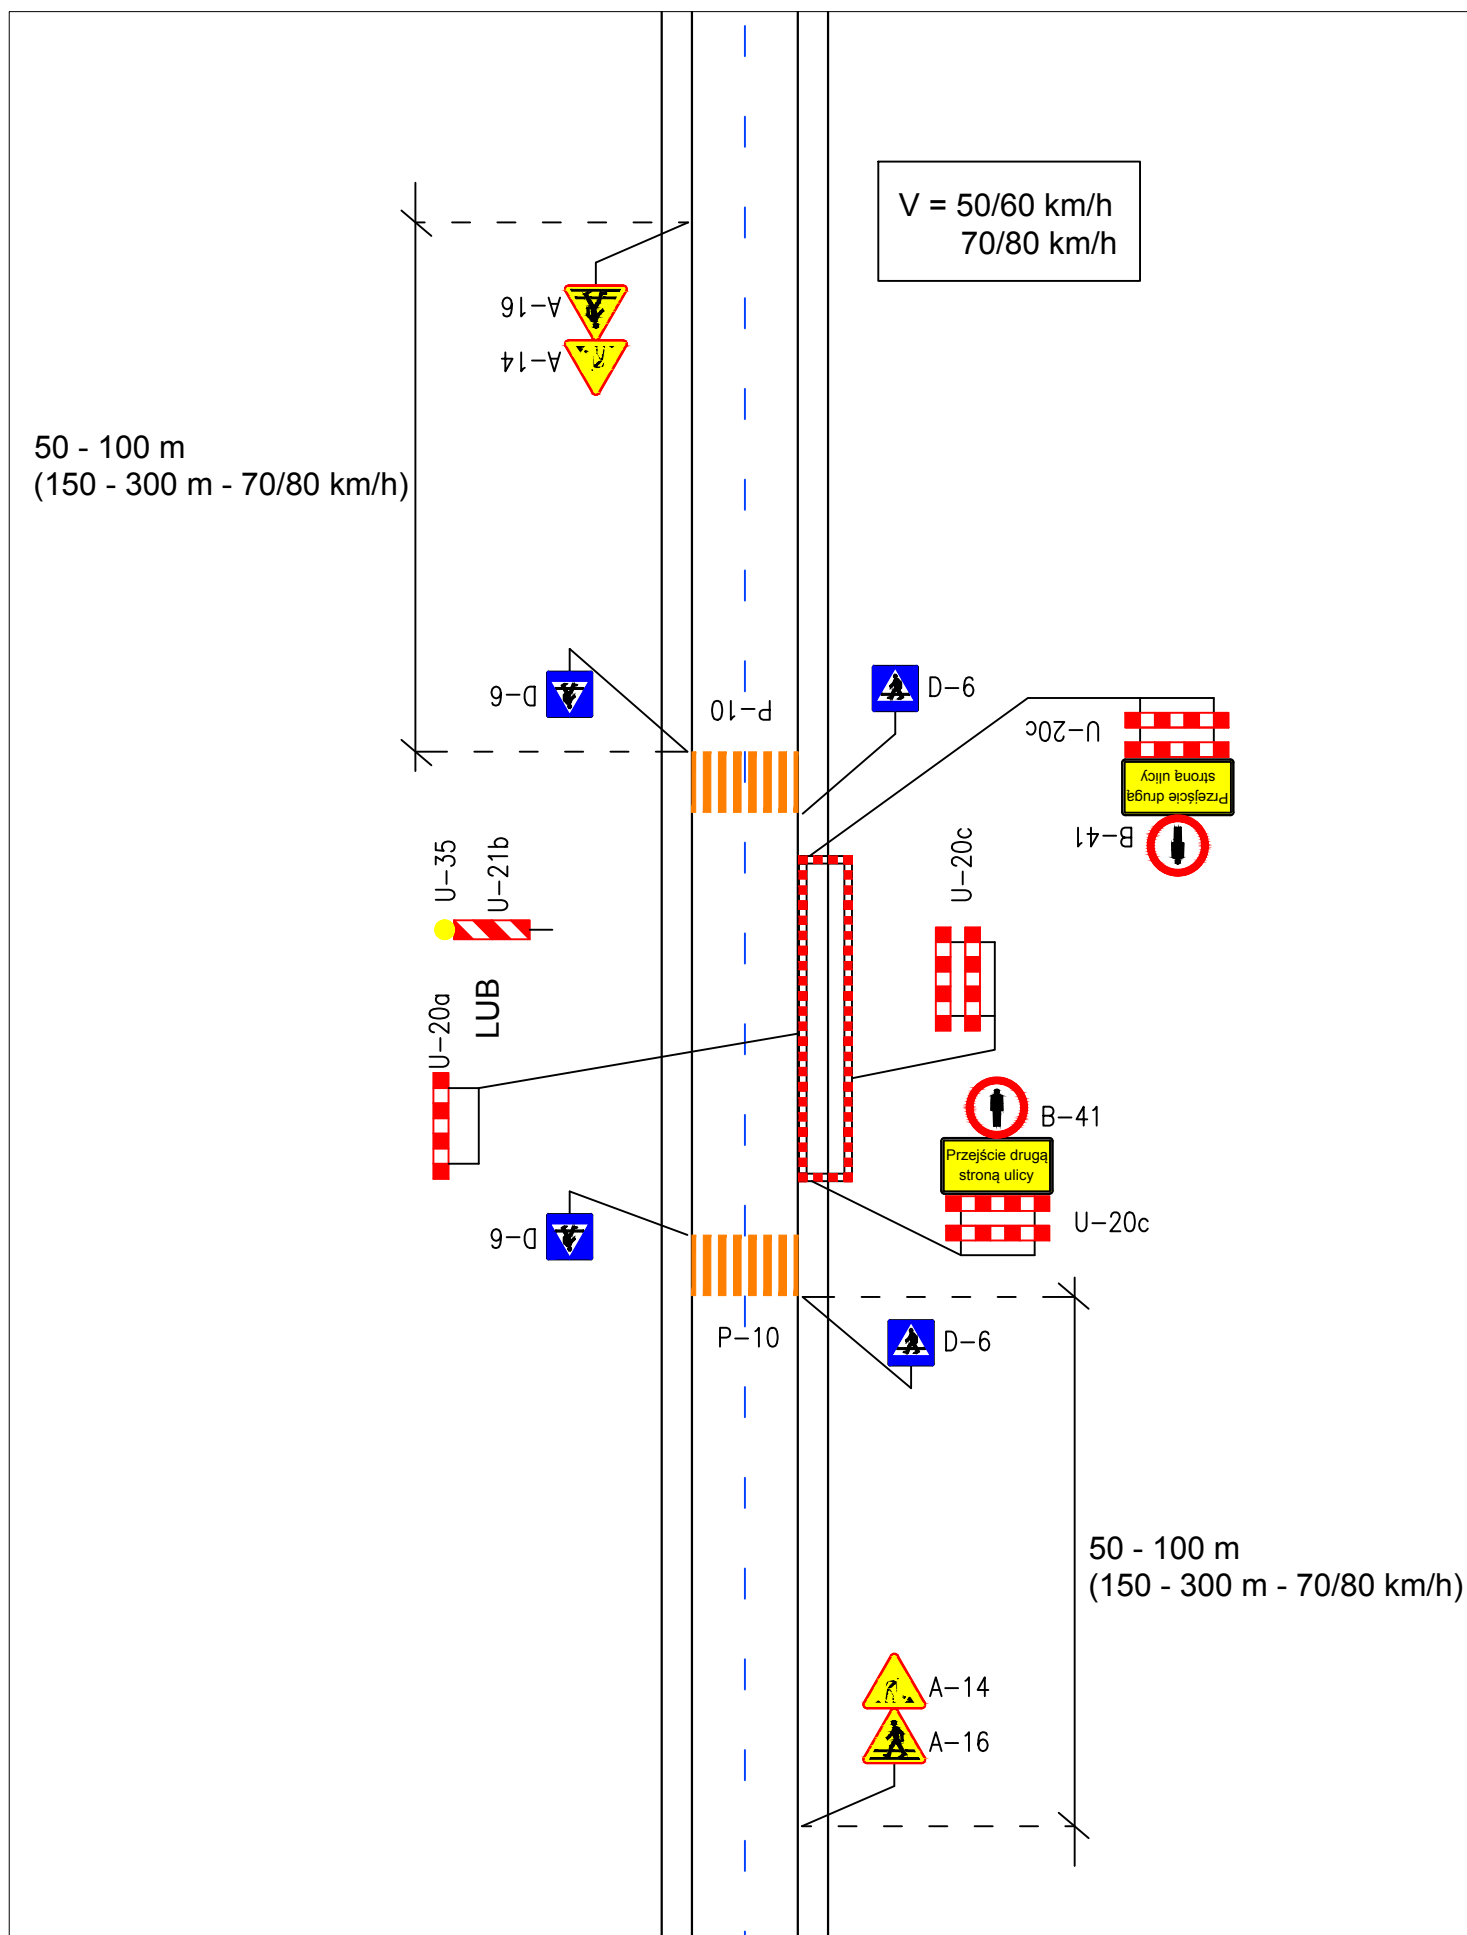 V = 50/60 km/h
70/80 km/h
A-16
A-14
50 - 100 m
(150 - 300 m - 70/80 km/h)
D-6
P-10
D-6
U-20c
Przejście drugą
stroną ulicy
B-41
U-35
U-21b
U-20c
LUB
U-20a
B-41
Przejście drugą
stroną ulicy
U-20c
D-6
P-10
D-6
50 - 100 m
(150 - 300 m - 70/80 km/h)
A-14
A-16